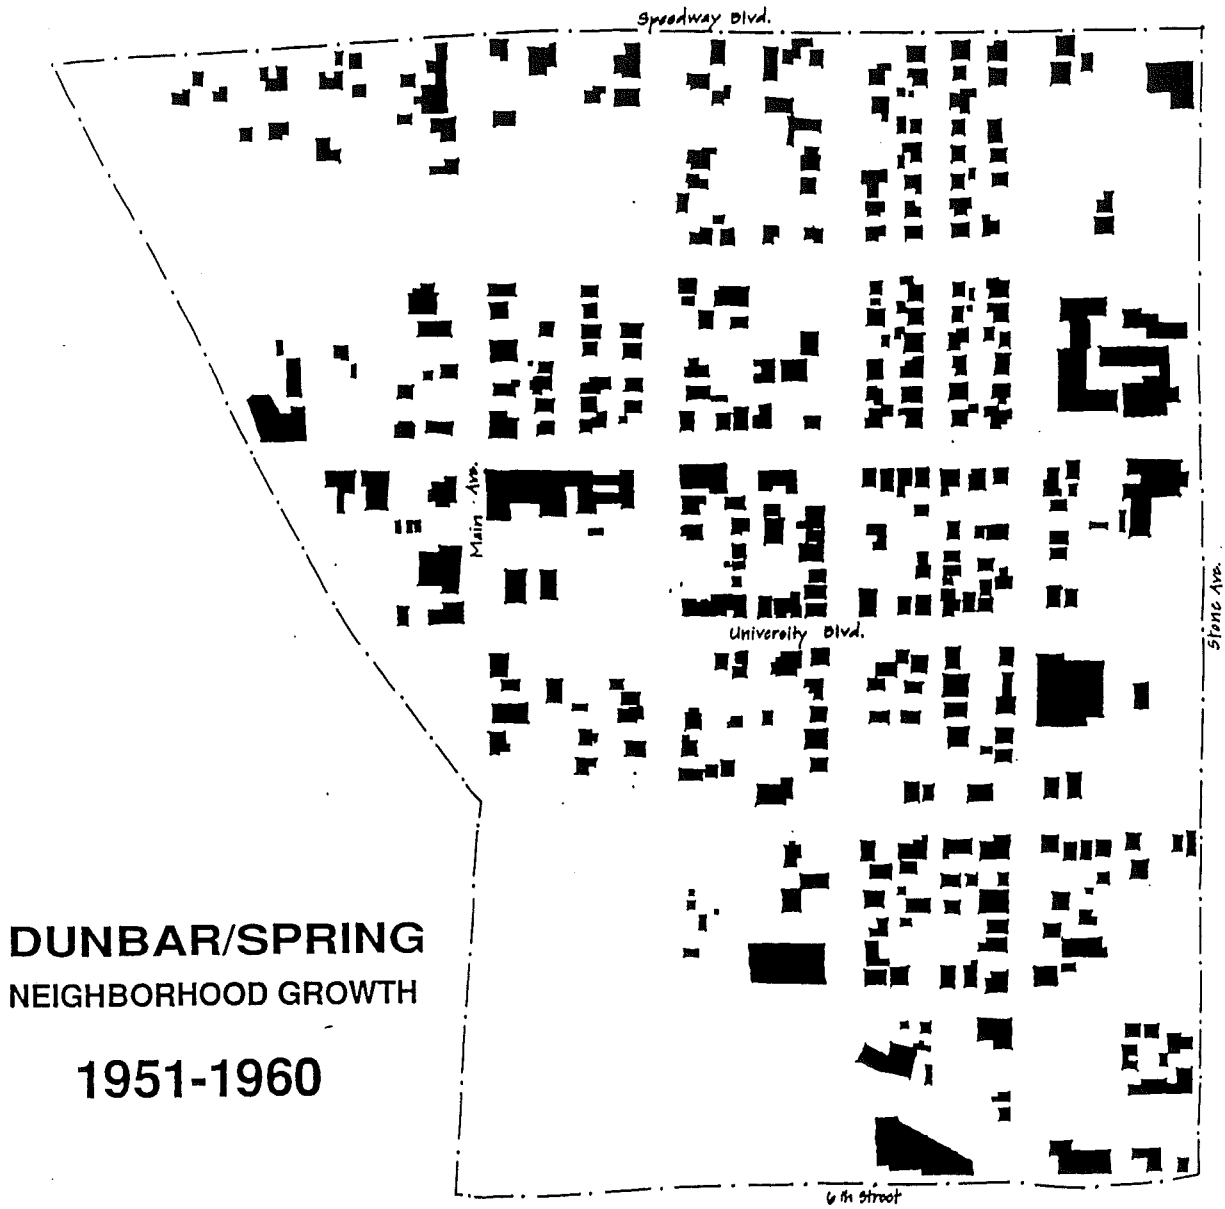 Speedway Blvd.
Main Ave.
Stone Ave.
University Blvd.
DUNBAR/SPRING
NEIGHBORHOOD GROWTH
1951-1960
6th Street